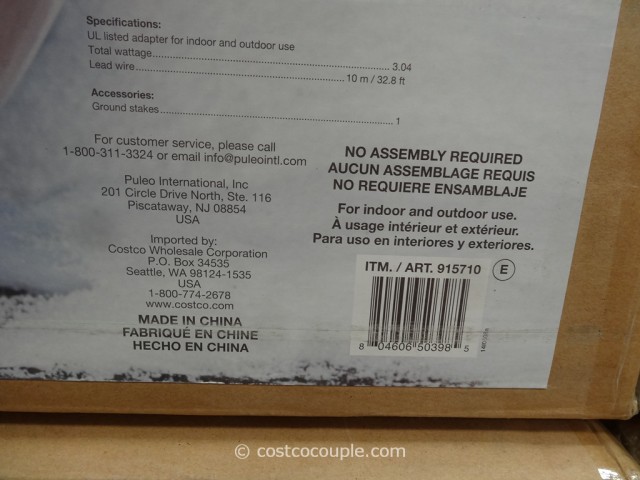 Specifications:
UL listed adapter for indoor and outdoor use
Total wattage.......................................................................... 3.04
Lead wire.................................................................. 10 m / 32.8 ft
Accessories:
Ground stakes.......................................................................... 1
For customer service, please call
1-800-311-3324 or email info@puleointl.com
Puleo International, Inc
201 Circle Drive North, Ste. 116
Piscataway, NJ 08854
USA
Imported by:
Costco Wholesale Corporation
P.O. Box 34535
Seattle, WA 98124-1535
USA
1-800-774-2678
www.costco.com
MADE IN CHINA
FABRIQUÉ EN CHINE
HECHO EN CHINA
NO ASSEMBLY REQUIRED
AUCUN ASSEMBLAGE REQUIS
NO REQUIERE ENSAMBLAJE
For indoor and outdoor use.
À usage intérieur et extérieur.
Para uso en interiores y exteriores.
ITM. / ART. 915710
E
8 04606 50398 5
© costcocouple.com